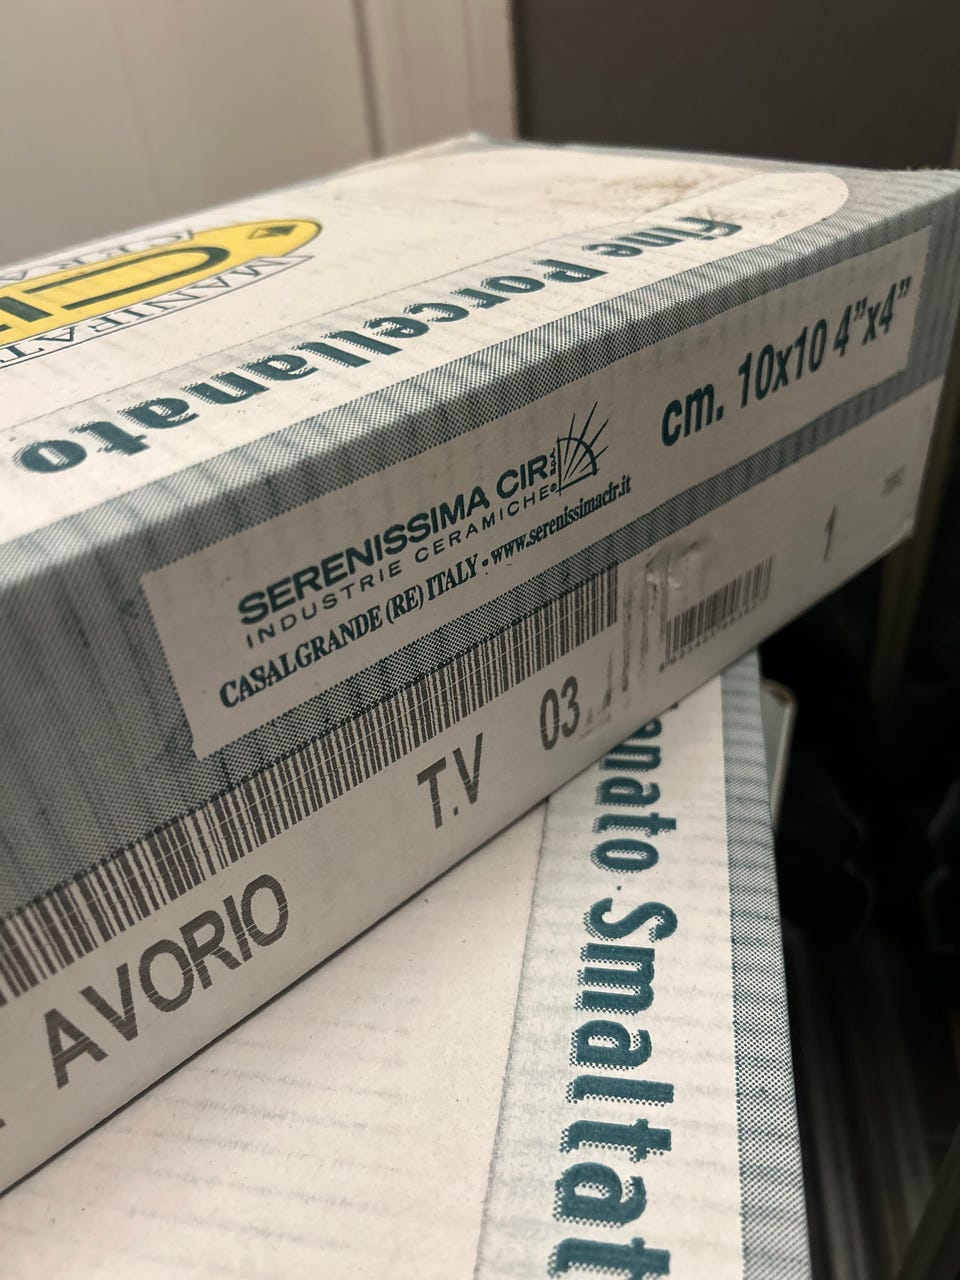 Fine Porcellanato
SERENISSIMA CIR S.p.A.
INDUSTRIE CERAMICHE
CASALGRANDE (RE) ITALY • www.serenissimacir.it
cm. 10x10 4"x4"
1
T.V 03
AVORIO
Smaltat